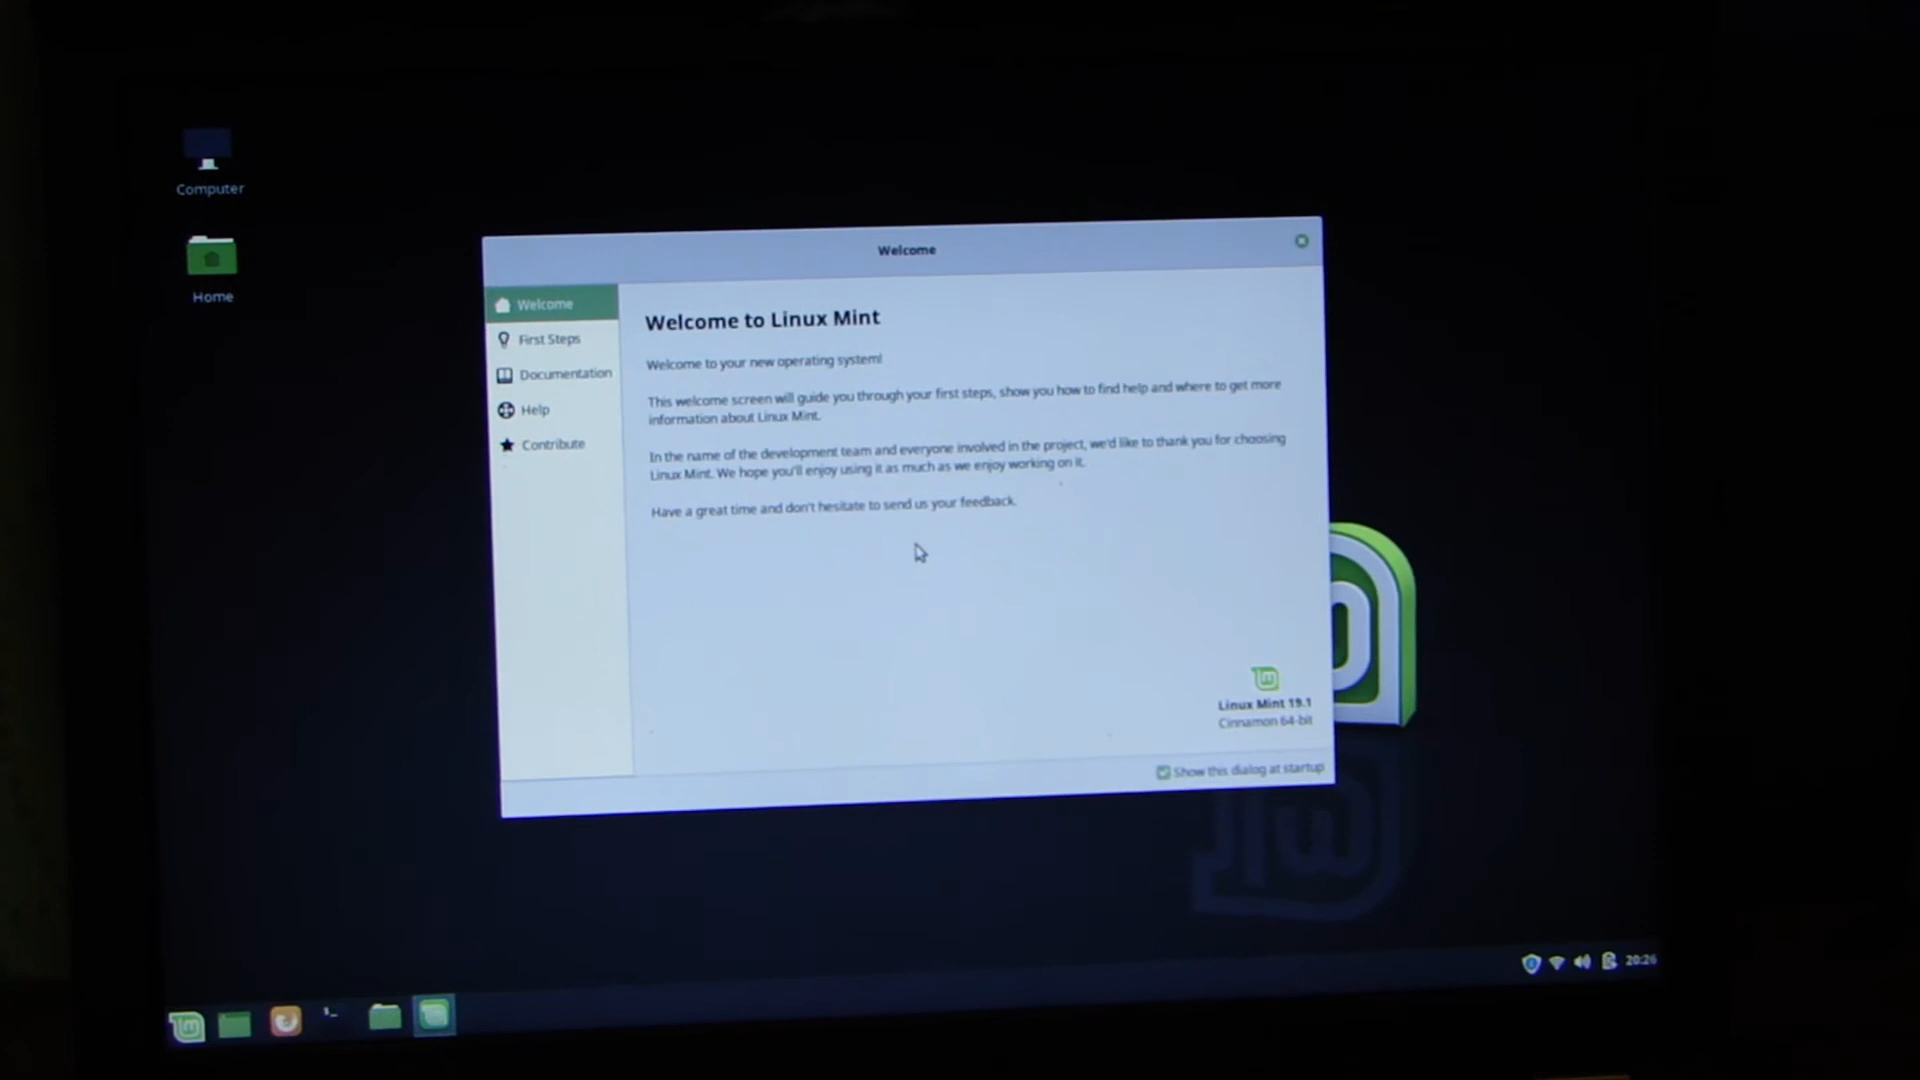 Computer
Home
Welcome
Welcome
First Steps
Documentation
Help
Contribute
Welcome to Linux Mint
Welcome to your new operating system!
This welcome screen will guide you through your first steps, show you how to find help and where to get more
information about Linux Mint.
In the name of the development team and everyone involved in the project, we'd like to thank you for choosing
Linux Mint. We hope you'll enjoy using it as much as we enjoy working on it.
Have a great time and don't hesitate to send us your feedback.
Linux Mint 19.1
Cinnamon 64-bit
Show this dialog at startup
20:26